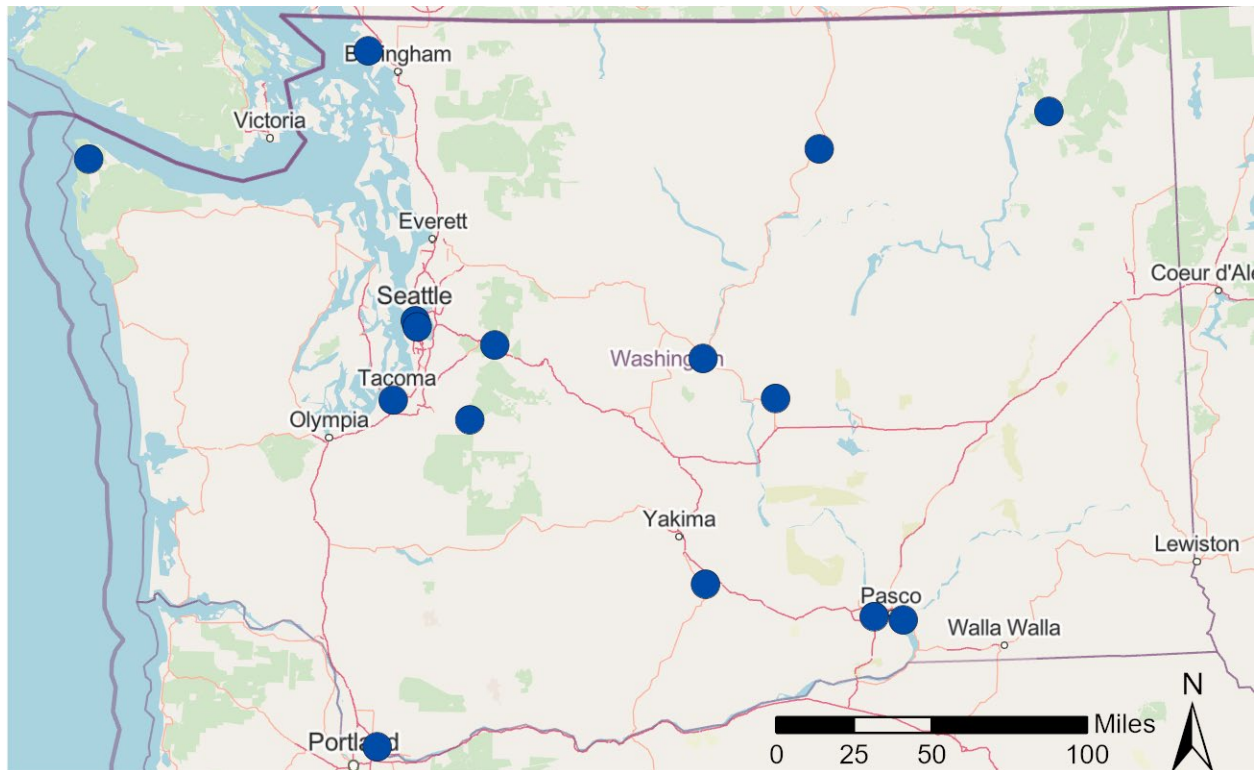 Bellingham
Victoria
Everett
Coeur d'Ale
Seattle
Washington
Tacoma
Olympia
Yakima
Lewiston
Pasco
Walla Walla
N
Miles
0 25 50 100
Portland